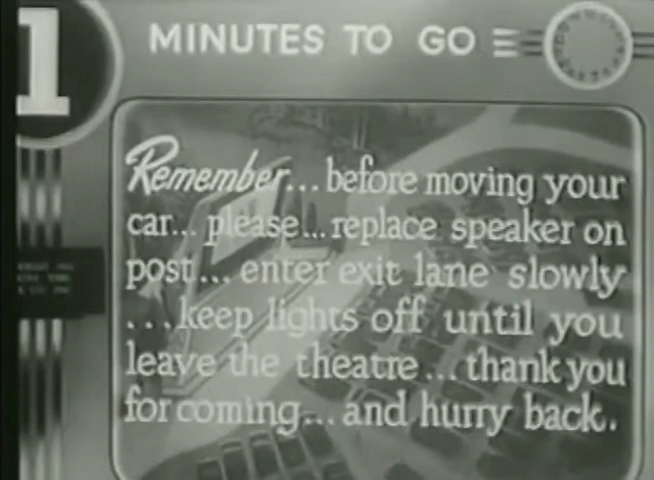 1 MINUTES TO GO
Remember... before moving your
car... please... replace speaker on
post... enter exit lane slowly
...keep lights off until you
leave the theatre... thank you
for coming... and hurry back.